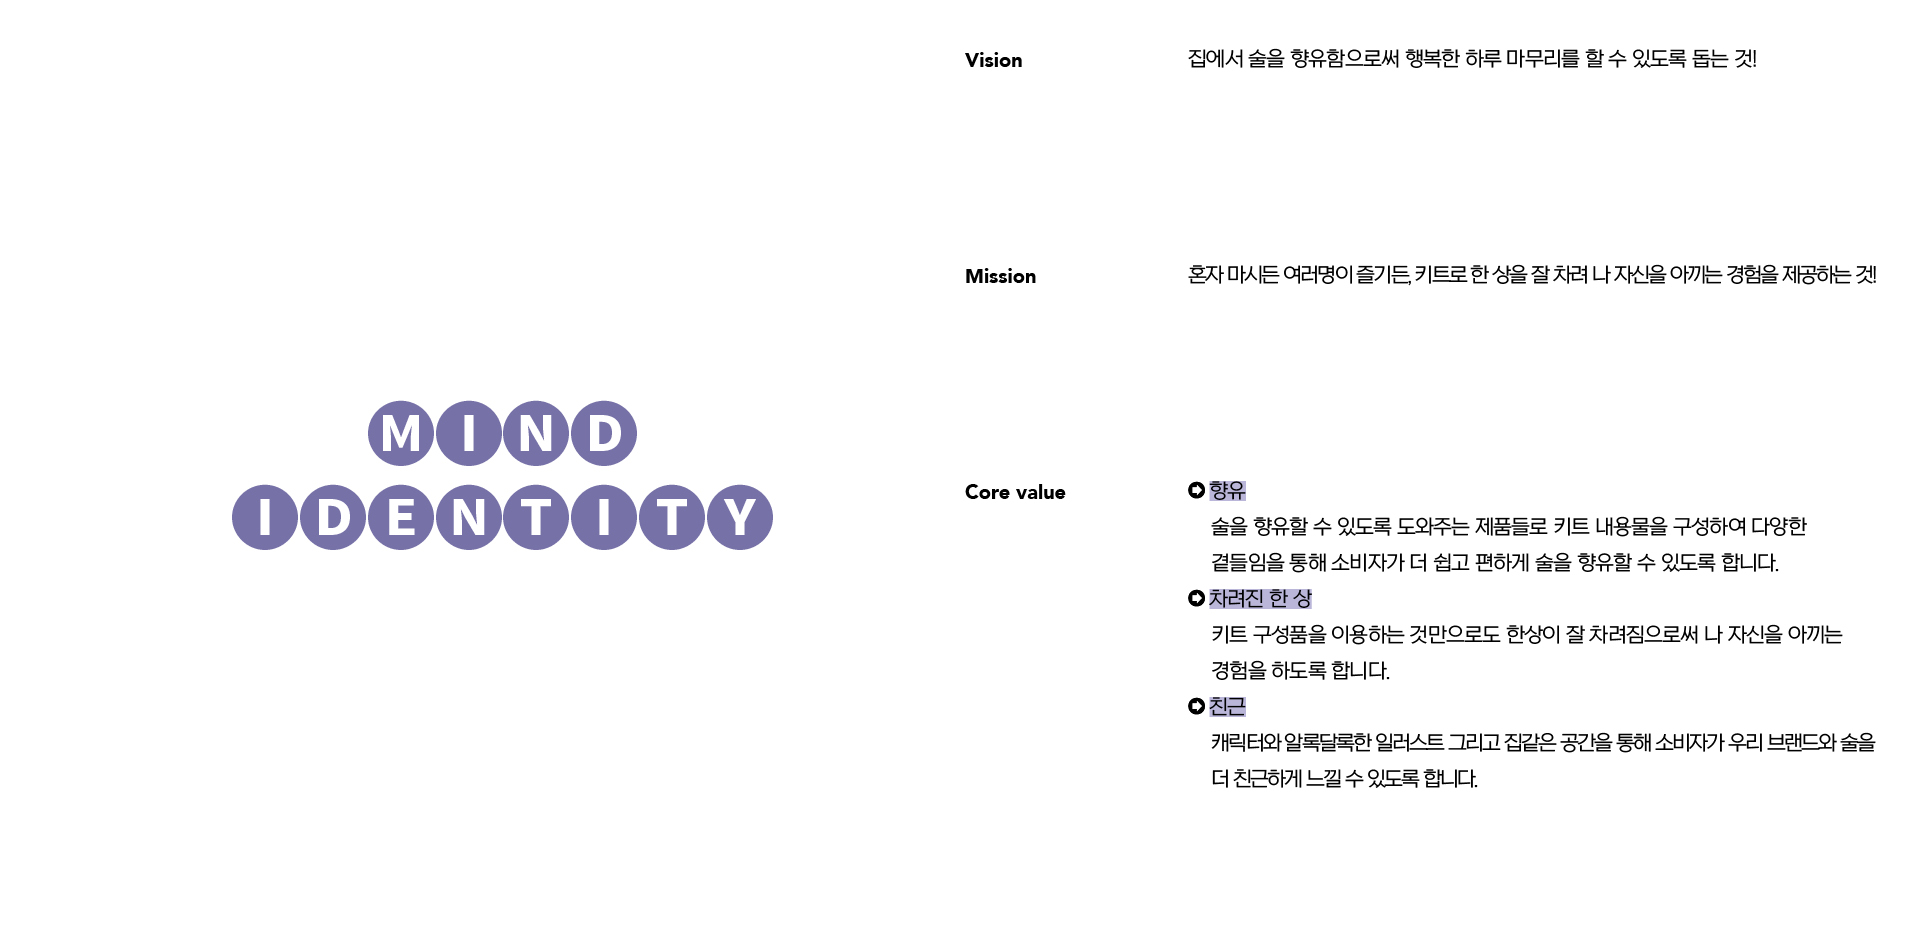 MIND
IDENTITY
Vision
집에서 술을 향유함으로써 행복한 하루 마무리를 할 수 있도록 돕는 것!
Mission
혼자 마시든 여러명이 즐기든, 키트로 한 상을 잘 차려 나 자신을 아끼는 경험을 제공하는 것!
Core value
향유
술을 향유할 수 있도록 도와주는 제품들로 키트 내용물을 구성하여 다양한
곁들임을 통해 소비자가 더 쉽고 편하게 술을 향유할 수 있도록 합니다.
차려진 한 상
키트 구성품을 이용하는 것만으로도 한상이 잘 차려짐으로써 나 자신을 아끼는
경험을 하도록 합니다.
친근
캐릭터와 알록달록한 일러스트 그리고 집같은 공간을 통해 소비자가 우리 브랜드와 술을
더 친근하게 느낄 수 있도록 합니다.